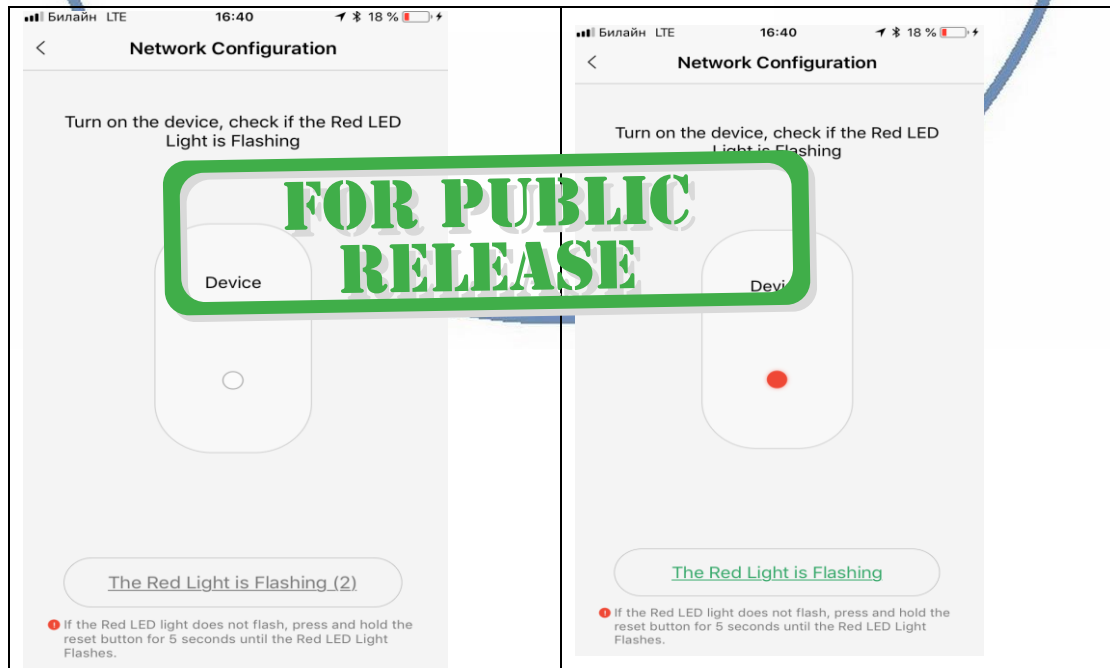 Билайн LTE 16:40 18 %
Network Configuration
Turn on the device, check if the Red LED
Light is Flashing
Device
The Red Light is Flashing (2)
If the Red LED light does not flash, press and hold the
reset button for 5 seconds until the Red LED Light
Flashes.
Билайн LTE 16:40 18 %
Network Configuration
Turn on the device, check if the Red LED
Light is Flashing
The Red Light is Flashing
If the Red LED light does not flash, press and hold the
reset button for 5 seconds until the Red LED Light
Flashes.
FOR PUBLIC
RELEASE